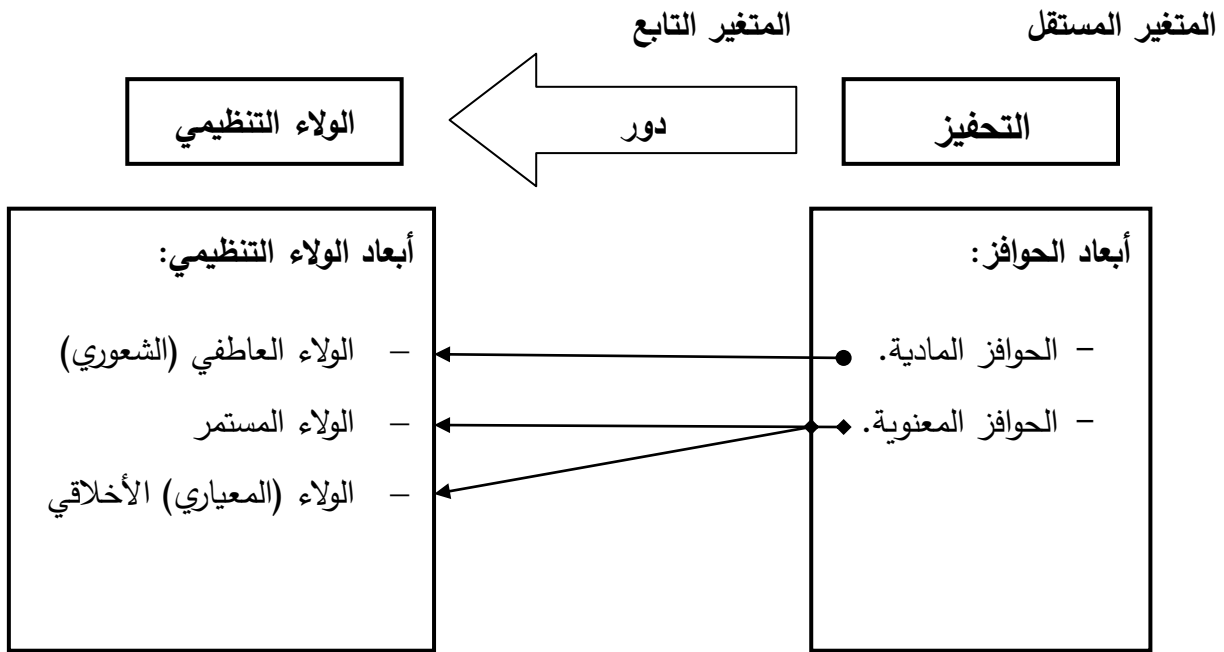 المتغير المستقل
المتغير التابع
التحفيز
دور
الولاء التنظيمي
أبعاد الحوافز:
- الحوافز المادية.
- الحوافز المعنوية.
أبعاد الولاء التنظيمي:
– الولاء العاطفي (الشعوري)
– الولاء المستمر
– الولاء (المعياري) الأخلاقي